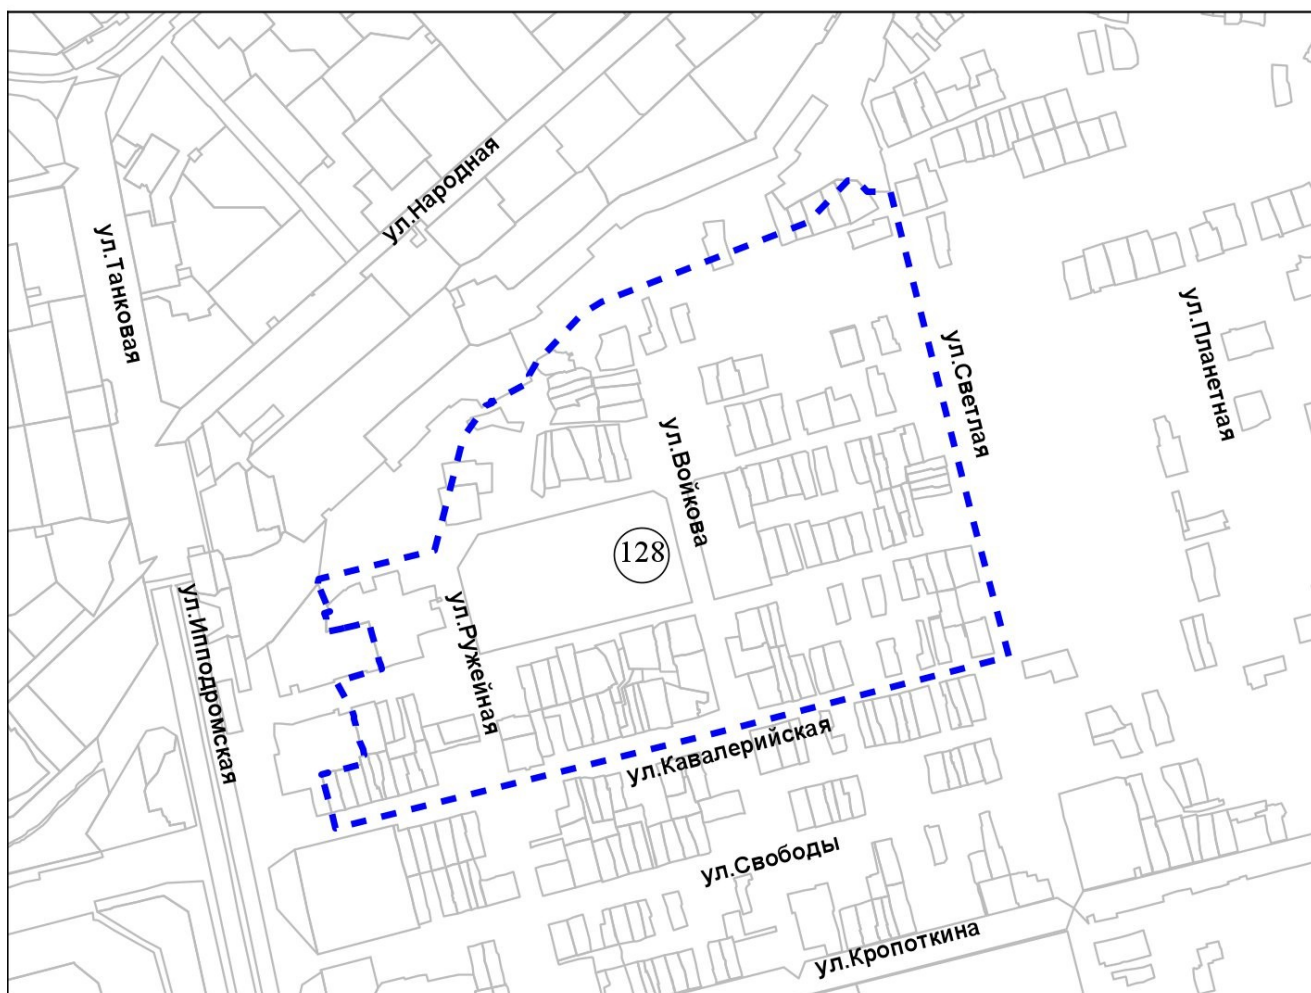 ул.Народная
ул.Танковая
ул.Планетная
ул.Светлая
ул.Войкова
128
ул.Ипподромская
ул.Ружейная
ул.Кавалерийская
ул.Свободы
ул.Кропоткина